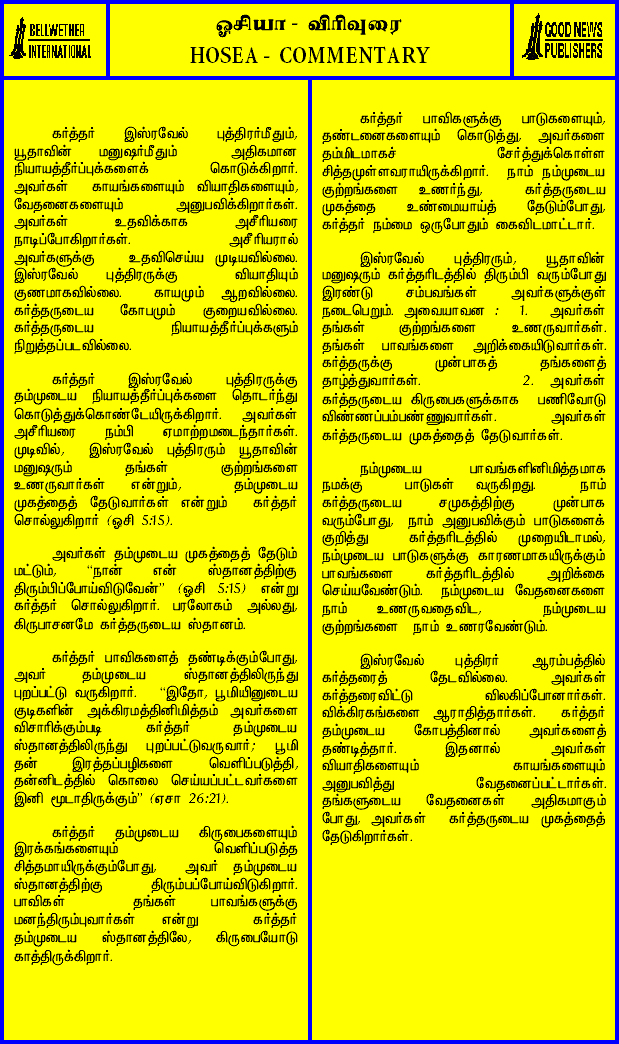 BELLWETHER
INTERNATIONAL
ஓசியா - விரிவுரை
HOSEA - COMMENTARY
GOOD NEWS
PUBLISHERS
கர்த்தர் இஸ்ரவேல் புத்திரர்மீதும்,
யூதாவின் மனுஷர்மீதும் அதிகமான
நியாயத்தீர்ப்புக்களைக் கொடுக்கிறார்.
அவர்கள் காயங்களையும் வியாதிகளையும்,
வேதனைகளையும் அனுபவிக்கிறார்கள்.
அவர்கள் உதவிக்காக அசீரியரை
நாடிப்போகிறார்கள். அசீரியரால்
அவர்களுக்கு உதவிசெய்ய முடியவில்லை.
இஸ்ரவேல் புத்திரருக்கு வியாதியும்
குணமாகவில்லை. காயமும் ஆறவில்லை.
கர்த்தருடைய கோபமும் குறையவில்லை.
கர்த்தருடைய நியாயத்தீர்ப்புக்களும்
நிறுத்தப்படவில்லை.
கர்த்தர் இஸ்ரவேல் புத்திரருக்கு
தம்முடைய நியாயத்தீர்ப்புக்களை தொடர்ந்து
கொடுத்துக்கொண்டேயிருக்கிறார். அவர்கள்
அசீரியரை நம்பி ஏமாற்றமடைந்தார்கள்.
முடிவில், இஸ்ரவேல் புத்திரரும் யூதாவின்
மனுஷரும் தங்கள் குற்றங்களை
உணருவார்கள் என்றும், தம்முடைய
முகத்தைத் தேடுவார்கள் என்றும் கர்த்தர்
சொல்லுகிறார் (ஓசி 5:15).
அவர்கள் தம்முடைய முகத்தைத் தேடும்
மட்டும், "நான் என் ஸ்தானத்திற்கு
திரும்பிப்போய்விடுவேன்" (ஓசி 5:15) என்று
கர்த்தர் சொல்லுகிறார். பரலோகம் அல்லது,
கிருபாசனமே கர்த்தருடைய ஸ்தானம்.
கர்த்தர் பாவிகளைத் தண்டிக்கும்போது,
அவர் தம்முடைய ஸ்தானத்திலிருந்து
புறப்பட்டு வருகிறார். "இதோ, பூமியினுடைய
குடிகளின் அக்கிரமத்தினிமித்தம் அவர்களை
விசாரிக்கும்படி கர்த்தர் தம்முடைய
ஸ்தானத்திலிருந்து புறப்பட்டுவருவார்; பூமி
தன் இரத்தப்பழிகளை வெளிப்படுத்தி,
தன்னிடத்தில் கொலை செய்யப்பட்டவர்களை
இனி மூடாதிருக்கும்" (ஏசா 26:21).
கர்த்தர் தம்முடைய கிருபைகளையும்
இரக்கங்களையும் வெளிப்படுத்த
சித்தமாயிருக்கும்போது, அவர் தம்முடைய
ஸ்தானத்திற்கு திரும்பப்போய்விடுகிறார்.
பாவிகள் தங்கள் பாவங்களுக்கு
மனந்திரும்புவார்கள் என்று கர்த்தர்
தம்முடைய ஸ்தானத்திலே, கிருபையோடு
காத்திருக்கிறார்.
கர்த்தர் பாவிகளுக்கு பாடுகளையும்,
தண்டனைகளையும் கொடுத்து, அவர்களை
தம்மிடமாகச் சேர்த்துக்கொள்ள
சித்தமுள்ளவராயிருக்கிறார். நாம் நம்முடைய
குற்றங்களை உணர்ந்து, கர்த்தருடைய
முகத்தை உண்மையாய்த் தேடும்போது,
கர்த்தர் நம்மை ஒருபோதும் கைவிடமாட்டார்.
இஸ்ரவேல் புத்திரரும், யூதாவின்
மனுஷரும் கர்த்தரிடத்தில் திரும்பி வரும்போது
இரண்டு சம்பவங்கள் அவர்களுக்குள்
நடைபெறும். அவையாவன : 1. அவர்கள்
தங்கள் குற்றங்களை உணருவார்கள்.
தங்கள் பாவங்களை அறிக்கையிடுவார்கள்.
கர்த்தருக்கு முன்பாகத் தங்களைத்
தாழ்த்துவார்கள். 2. அவர்கள்
கர்த்தருடைய கிருபைகளுக்காக பணிவோடு
விண்ணப்பம்பண்ணுவார்கள். அவர்கள்
கர்த்தருடைய முகத்தைத் தேடுவார்கள்.
நம்முடைய பாவங்களினிமித்தமாக
நமக்கு பாடுகள் வருகிறது. நாம்
கர்த்தருடைய சமுகத்திற்கு முன்பாக
வரும்போது, நாம் அனுபவிக்கும் பாடுகளைக்
குறித்து கர்த்தரிடத்தில் முறையிடாமல்,
நம்முடைய பாடுகளுக்கு காரணமாகயிருக்கும்
பாவங்களை கர்த்தரிடத்தில் அறிக்கை
செய்யவேண்டும். நம்முடைய வேதனைகளை
நாம் உணருவதைவிட, நம்முடைய
குற்றங்களை நாம் உணரவேண்டும்.
இஸ்ரவேல் புத்திரர் ஆரம்பத்தில்
கர்த்தரைத் தேடவில்லை. அவர்கள்
கர்த்தரைவிட்டு விலகிப்போனார்கள்.
விக்கிரகங்களை ஆராதித்தார்கள். கர்த்தர்
தம்முடைய கோபத்தினால் அவர்களைத்
தண்டித்தார். இதனால் அவர்கள்
வியாதிகளையும் காயங்களையும்
அனுபவித்து வேதனைப்பட்டார்கள்.
தங்களுடைய வேதனைகள் அதிகமாகும்
போது, அவர்கள் கர்த்தருடைய முகத்தைத்
தேடுகிறார்கள்.